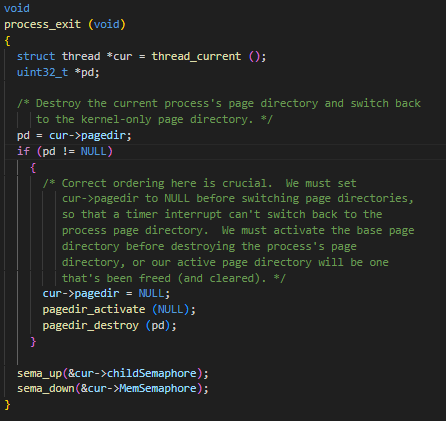 void
process_exit (void)
{
struct thread *cur = thread_current ();
uint32_t *pd;
/* Destroy the current process's page directory and switch back
to the kernel-only page directory. */
pd = cur->pagedir;
if (pd != NULL)
{
/* Correct ordering here is crucial.  We must set
cur->pagedir to NULL before switching page directories,
so that a timer interrupt can't switch back to the
process page directory.  We must activate the base page
directory before destroying the process's page
directory, or our active page directory will be one
that's been freed (and cleared). */
cur->pagedir = NULL;
pagedir_activate (NULL);
pagedir_destroy (pd);
}
sema_up(&cur->childSemaphore);
sema_down(&cur->MemSemaphore);
}